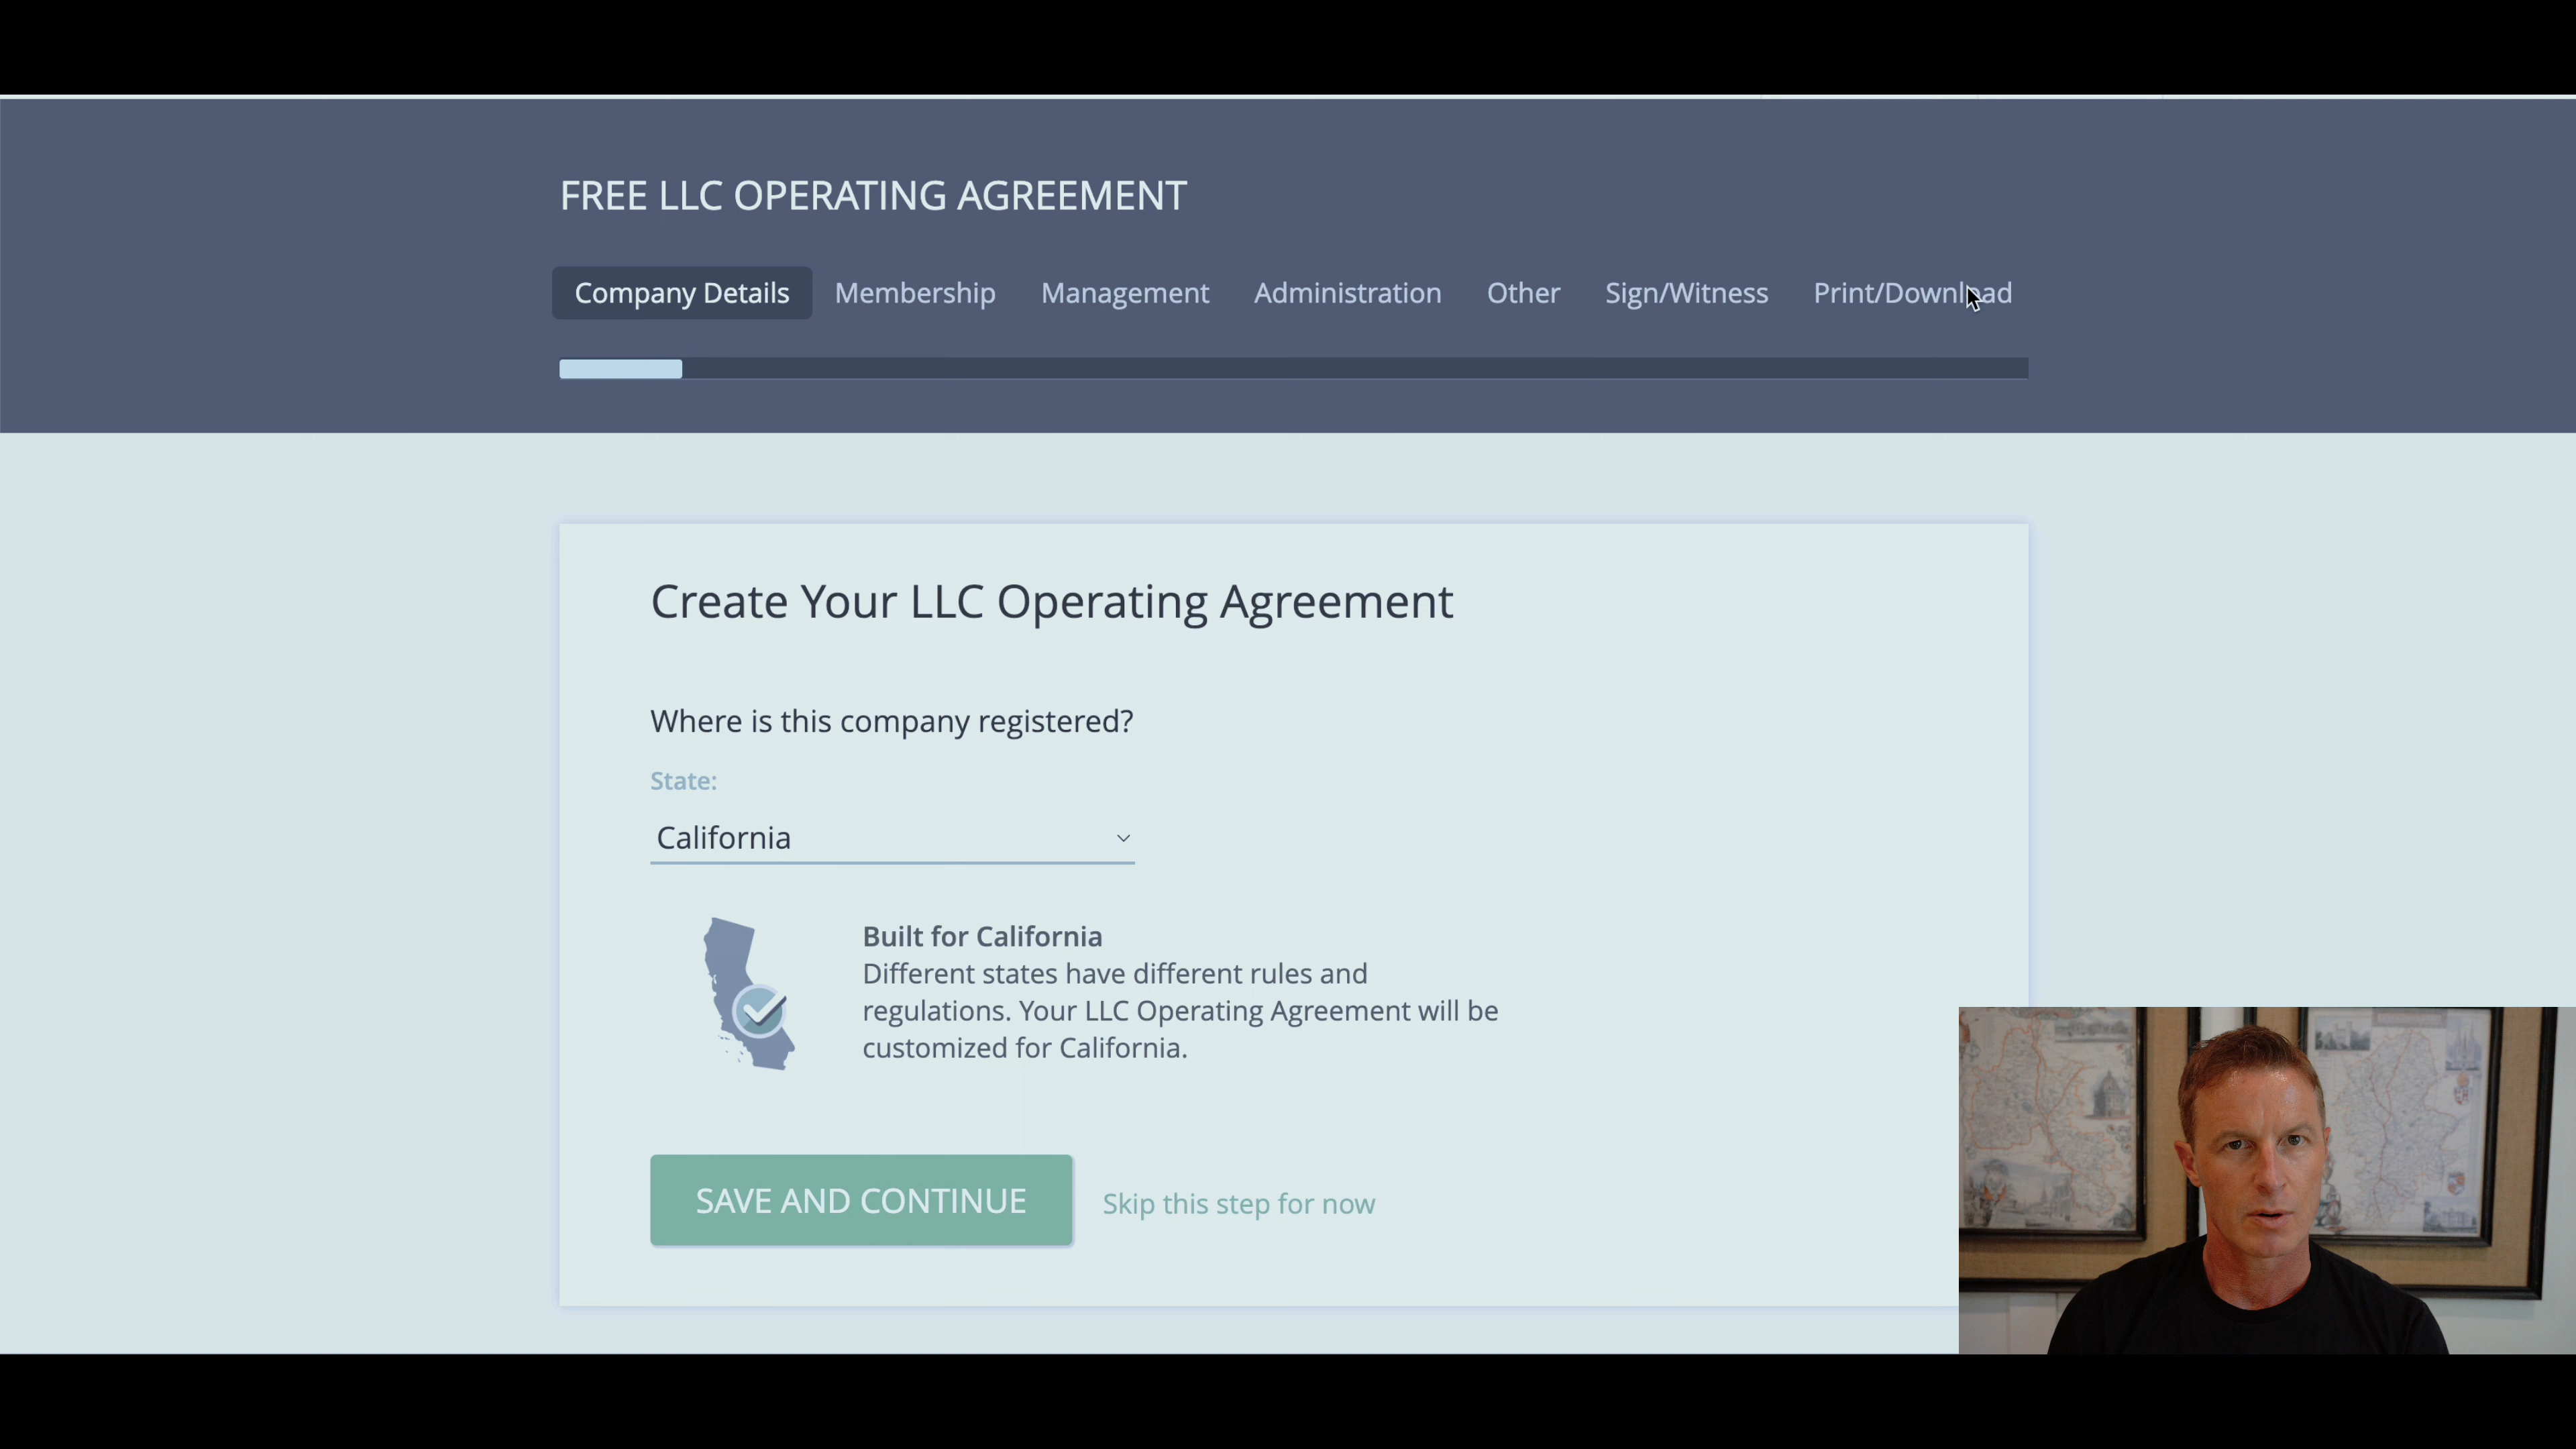 FREE LLC OPERATING AGREEMENT
Company Details Membership Management Administration Other Sign/Witness Print/Download
Create Your LLC Operating Agreement
Where is this company registered?
State:
California
Built for California
Different states have different rules and
regulations. Your LLC Operating Agreement will be
customized for California.
SAVE AND CONTINUE Skip this step for now